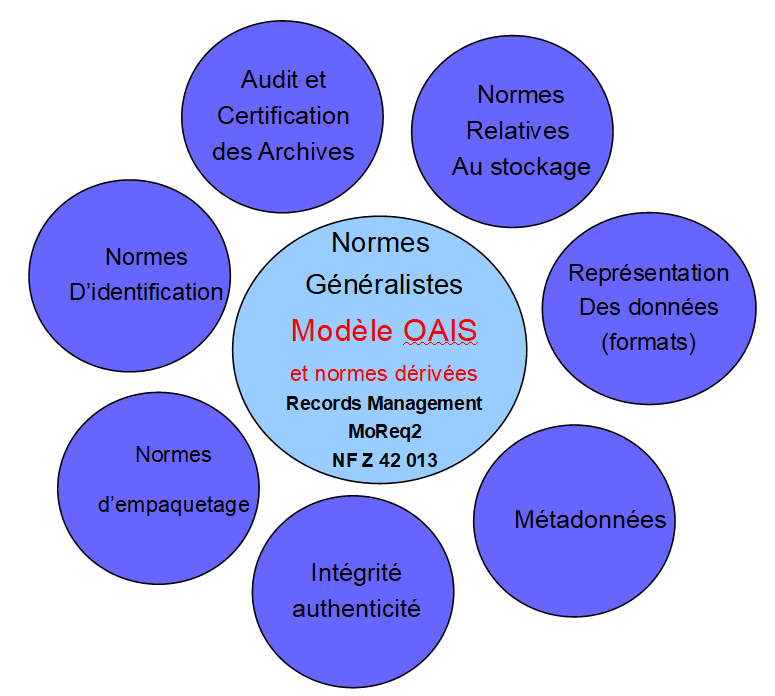 Audit et
Certification
des Archives
Normes
Relatives
Au stockage
Normes
D'identification
Normes
Généralistes
Modèle OAIS
et normes dérivées
Records Management
MoReq2
NF Z 42 013
Représentation
Des données
(formats)
Normes
d'empaquetage
Métadonnées
Intégrité
authenticité